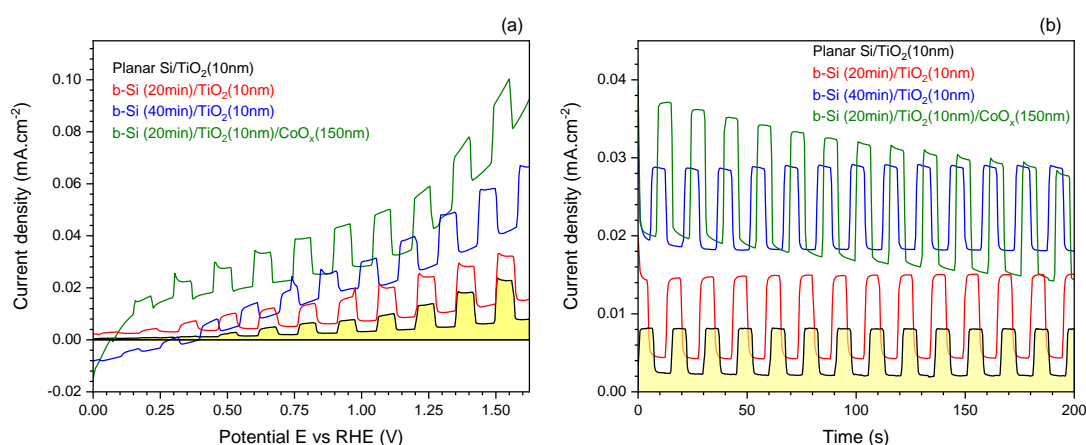 (a)
Planar Si/TiO₂(10nm)
b-Si (20min)/TiO₂(10nm)
b-Si (40min)/TiO₂(10nm)
b-Si (20min)/TiO₂(10nm)/CoOₓ(150nm)
Current density (mA.cm⁻²)
0.10
0.08
0.06
0.04
0.02
0.00
-0.02
0.00 0.25 0.50 0.75 1.00 1.25 1.50
Potential E vs RHE (V)
(b)
Planar Si/TiO₂(10nm)
b-Si (20min)/TiO₂(10nm)
b-Si (40min)/TiO₂(10nm)
b-Si (20min)/TiO₂(10nm)/CoOₓ(150nm)
Current density (mA.cm⁻²)
0.04
0.03
0.02
0.01
0.00
0 50 100 150 200
Time (s)